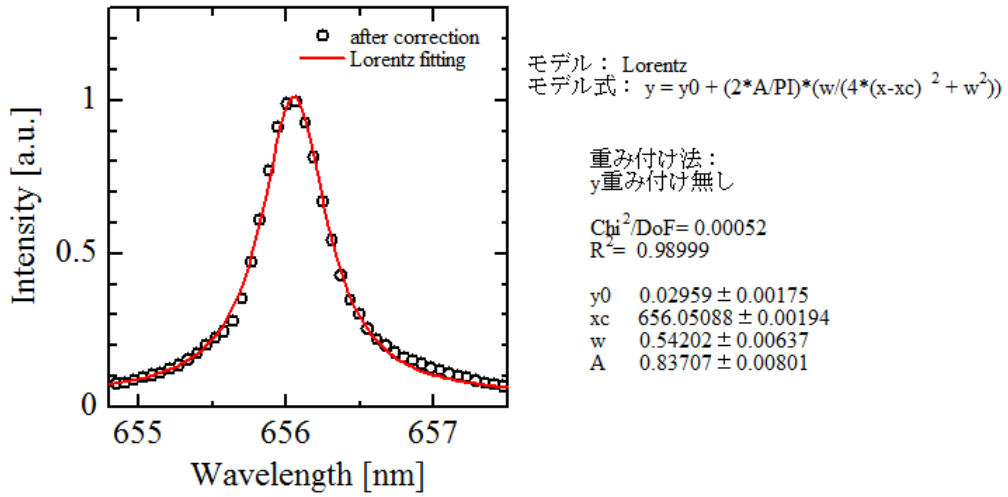 after correction
Lorentz fitting
1
0.5
0
Intensity [a.u.]
655
656
657
Wavelength [nm]
モデル： Lorentz
モデル式： y = y0 + (2*A/PI)*(w/(4*(x-xc) ² + w²))
重み付け法：
y重み付け無し
Chi²/DoF= 0.00052
R²= 0.98999
y0 0.02959 ± 0.00175
xc 656.05088 ± 0.00194
w 0.54202 ± 0.00637
A 0.83707 ± 0.00801